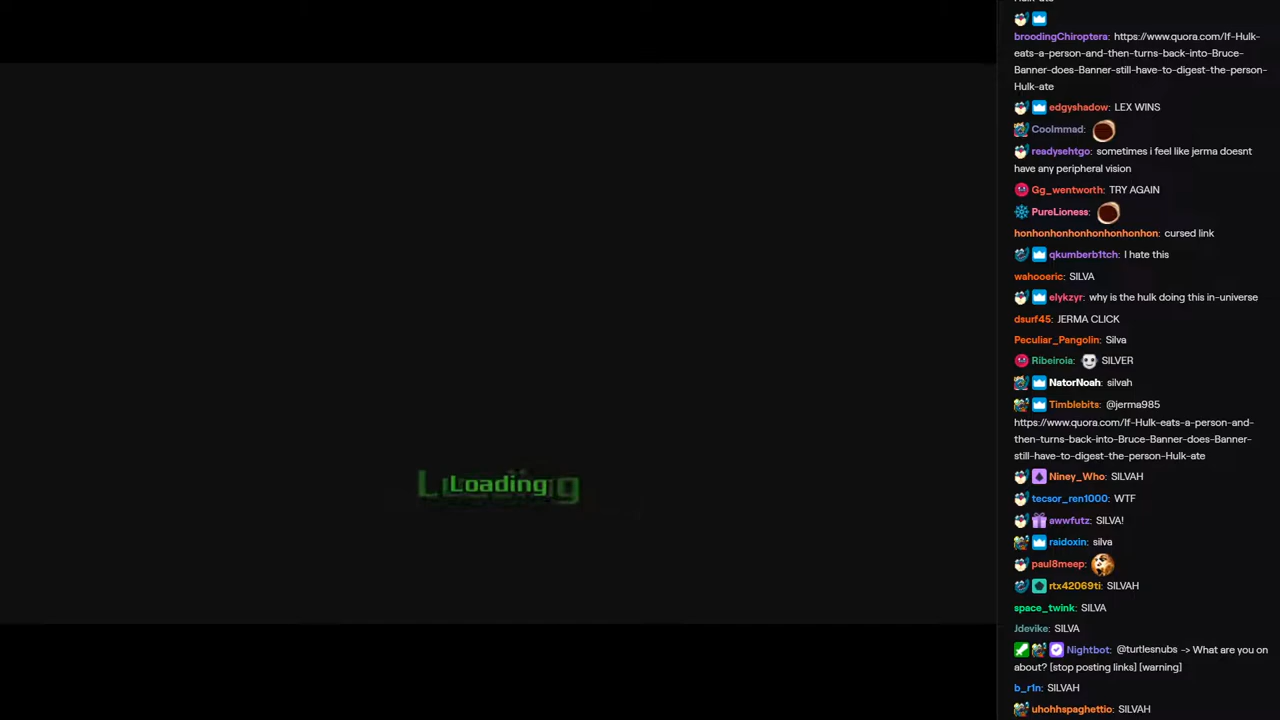 Loading
broodingChiroptera: https://www.quora.com/If-Hulk-
eats-a-person-and-then-turns-back-into-Bruce-
Banner-does-Banner-still-have-to-digest-the-person-
Hulk-ate
edgyshadow: LEX WINS
Coolmmad:
readysehtgo: sometimes i feel like jerma doesnt
have any peripheral vision
Gg_wentworth: TRY AGAIN
PureLioness:
honhonhonhonhonhonhonhon: cursed link
qkumberb1tch: I hate this
wahooeric: SILVA
elykzyr: why is the hulk doing this in-universe
dsurf45: JERMA CLICK
Peculiar_Pangolin: Silva
Ribeiroia: SILVER
NatorNoah: silvah
Timblebits: @jerma985
https://www.quora.com/If-Hulk-eats-a-person-and-
then-turns-back-into-Bruce-Banner-does-Banner-
still-have-to-digest-the-person-Hulk-ate
Niney_Who: SILVAH
tecsor_ren1000: WTF
awwfutz: SILVA!
raidoxin: silva
paul8meep:
rtx42069ti: SILVAH
space_twink: SILVA
Jdevike: SILVA
Nightbot: @turtlesnubs -> What are you on
about? [stop posting links] [warning]
b_r1n: SILVAH
uhohhspaghettio: SILVAH